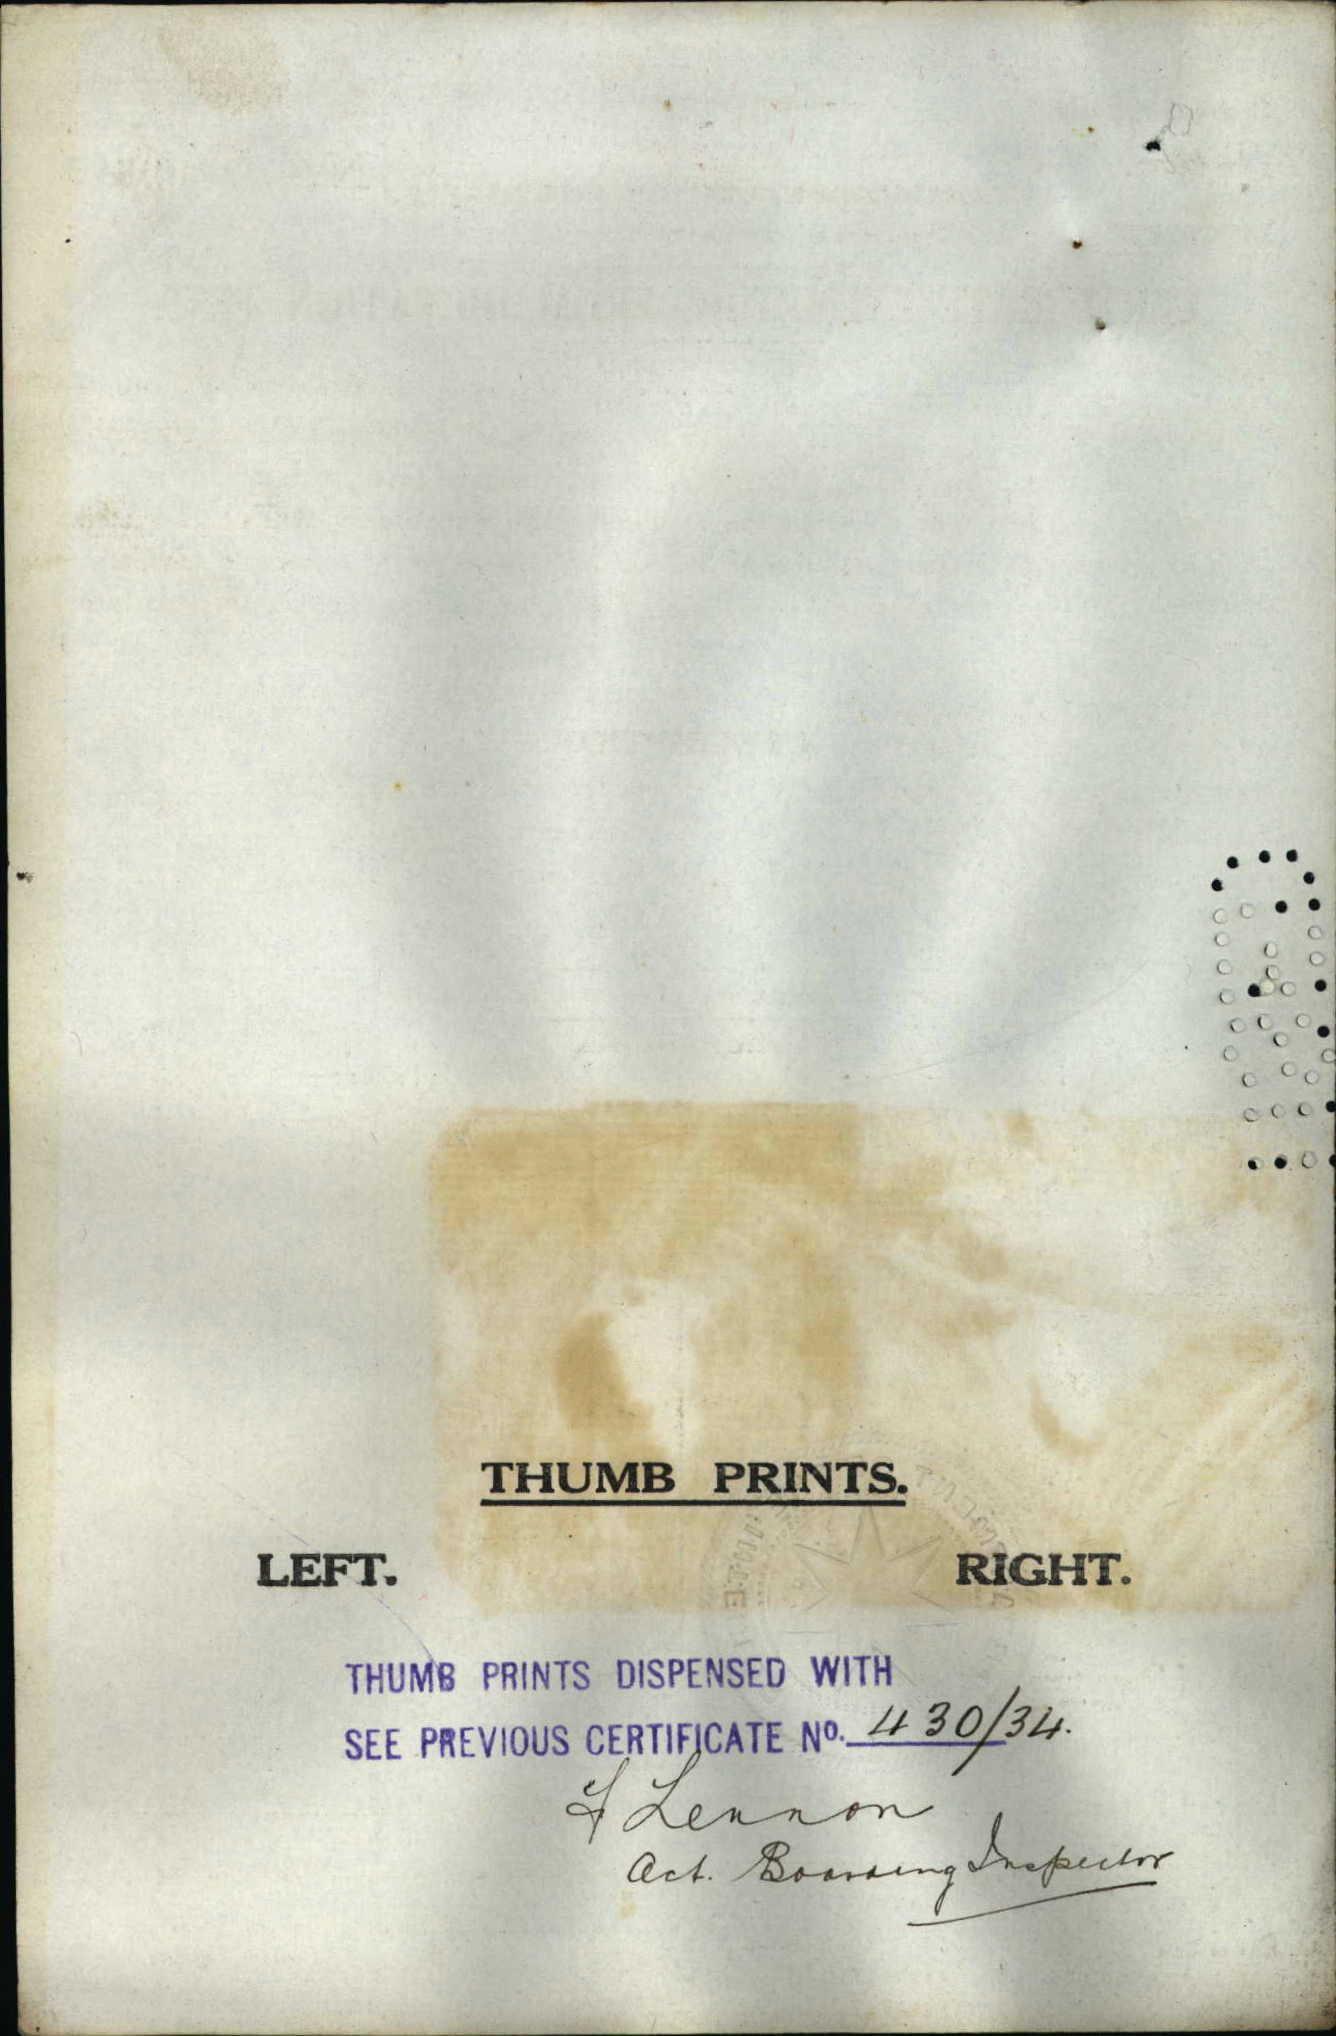 THUMB PRINTS.
LEFT. RIGHT.
THUMB PRINTS DISPENSED WITH
SEE PREVIOUS CERTIFICATE No. 430/34.
F Lennon
Act. Boarding Inspector